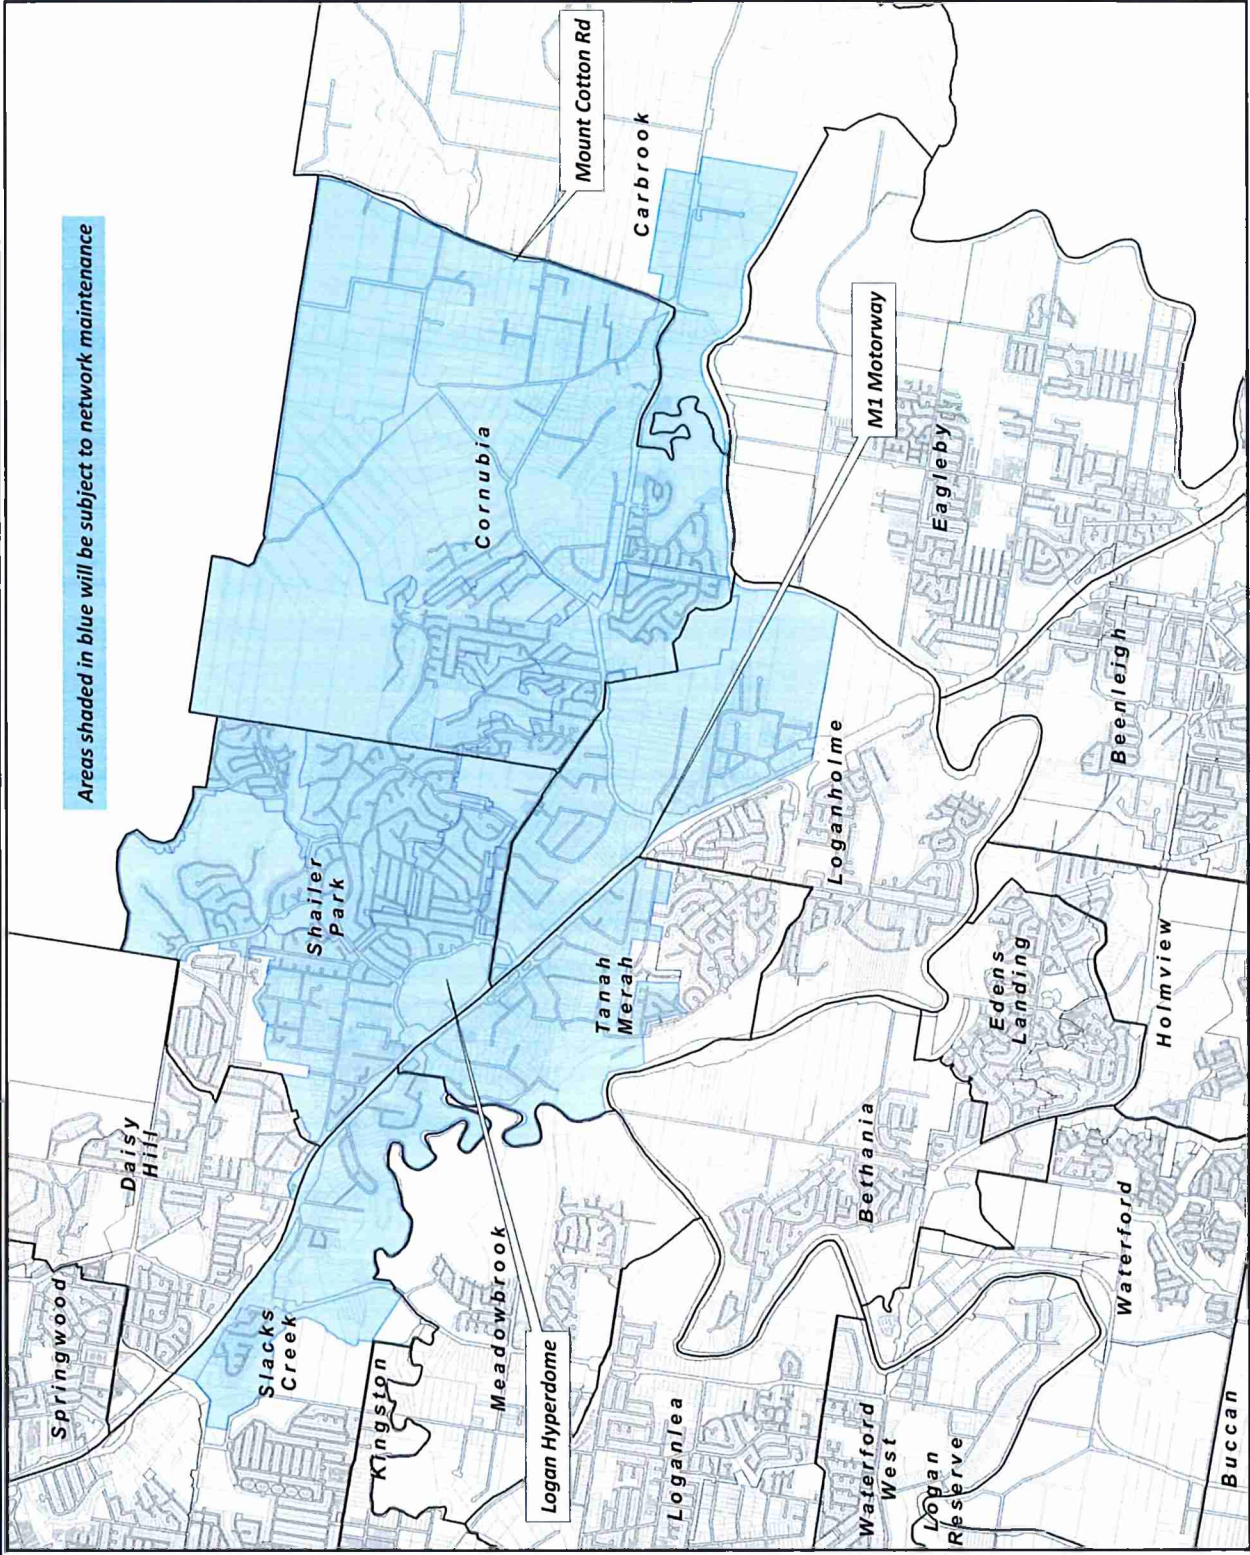 Areas shaded in blue will be subject to network maintenance
Springwood
Daisy
Hill
Slacks
Creek
Shailer
Park
Kingston
Meadowbrook
Logan Hyperdome
Tanah
Merah
Cornubia
Mount Cotton Rd
Carbrook
Loganlea
Loganholme
M1 Motorway
Bethania
Eagleby
Waterford
West
Logan
Reserve
Edens
Landing
Waterford
Holmview
Beenleigh
Buccan